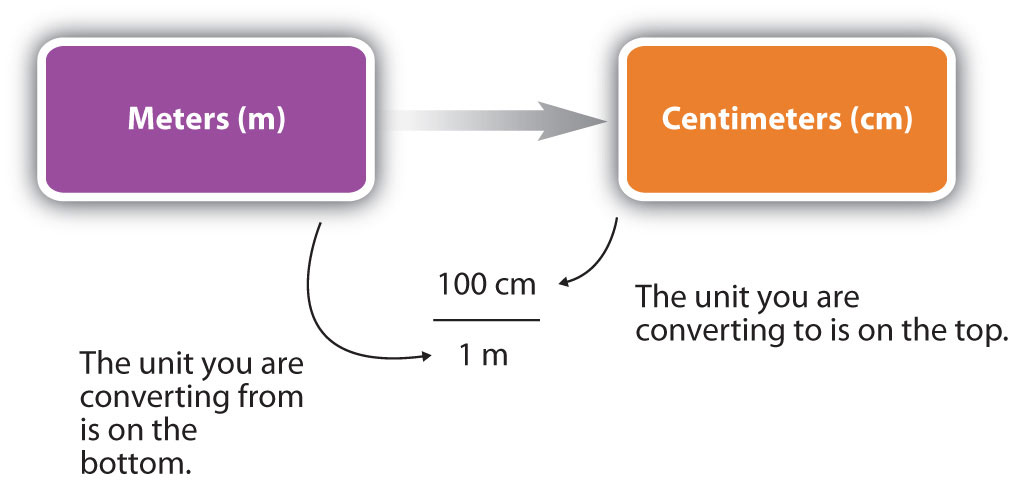 Meters (m)
Centimeters (cm)
100 cm
1 m
The unit you are
converting to is on the top.
The unit you are
converting from
is on the
bottom.